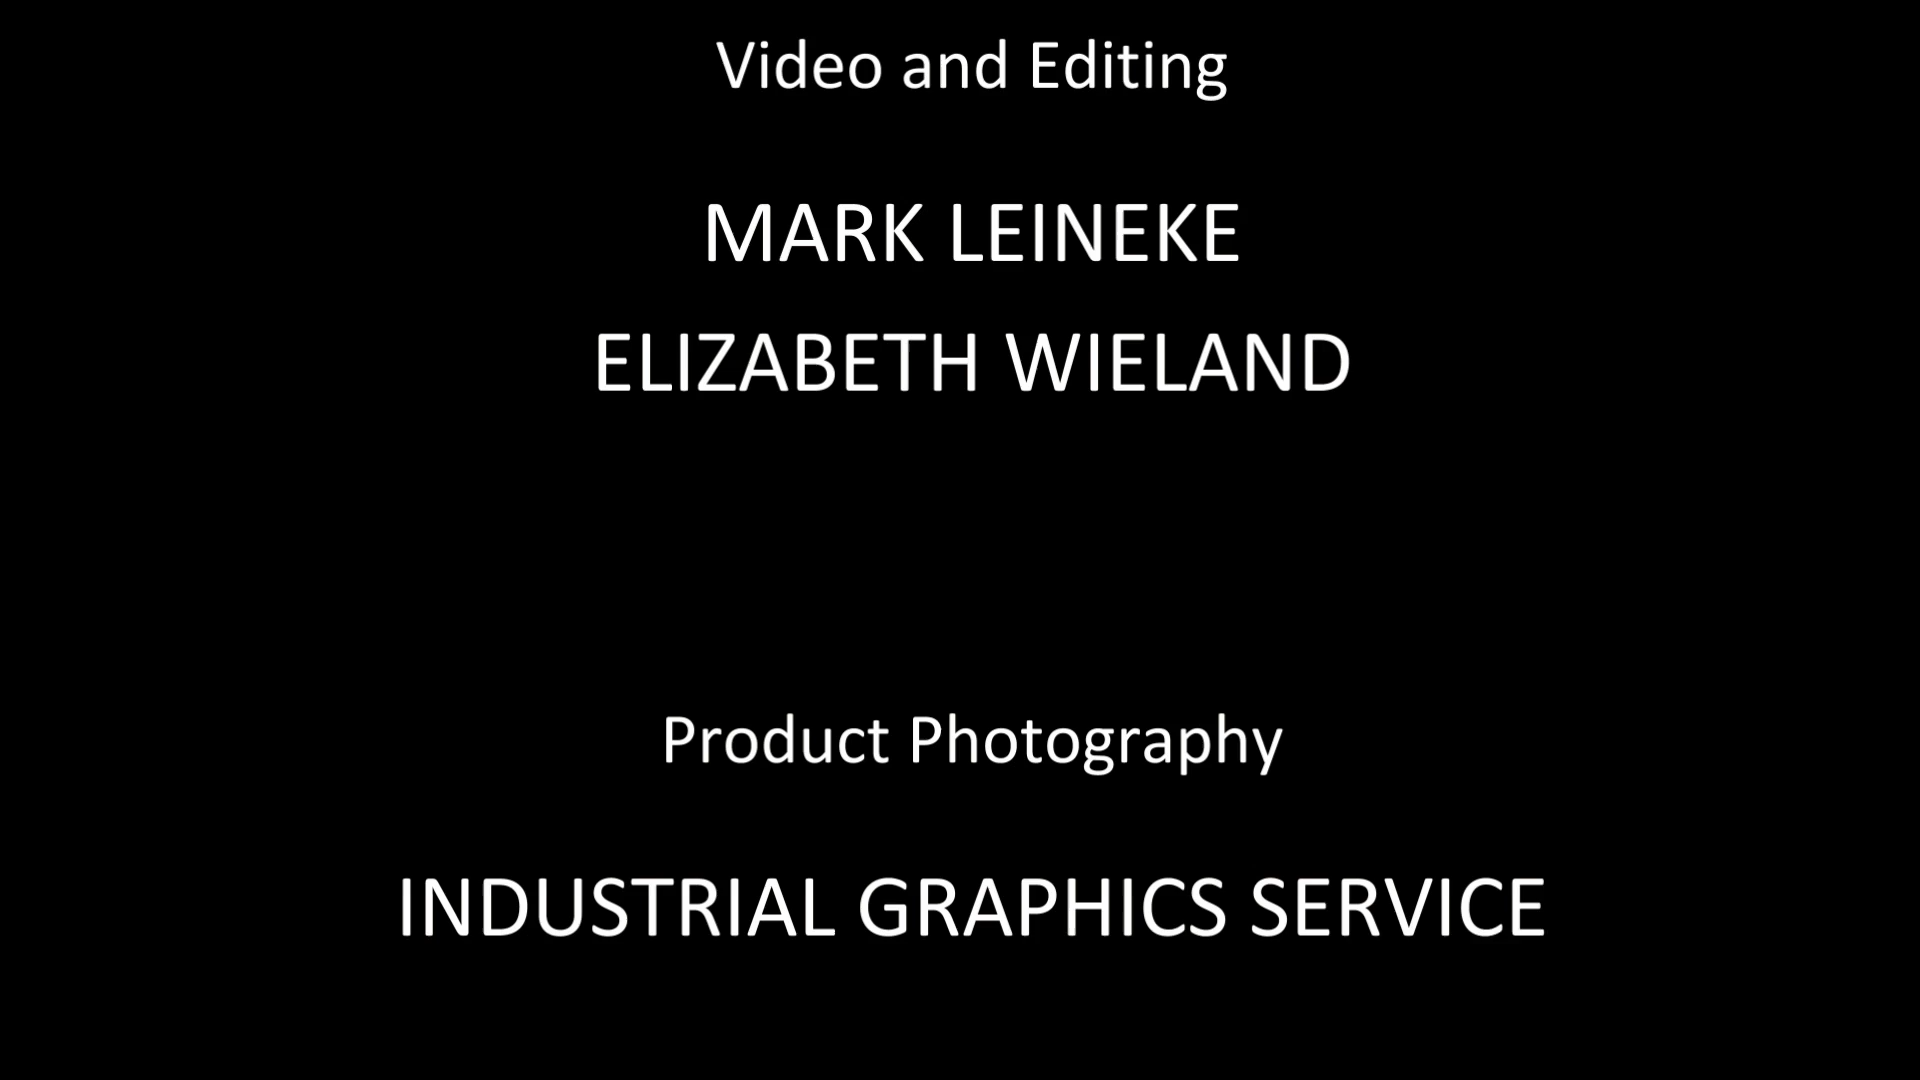 Video and Editing
MARK LEINEKE
ELIZABETH WIELAND
Product Photography
INDUSTRIAL GRAPHICS SERVICE